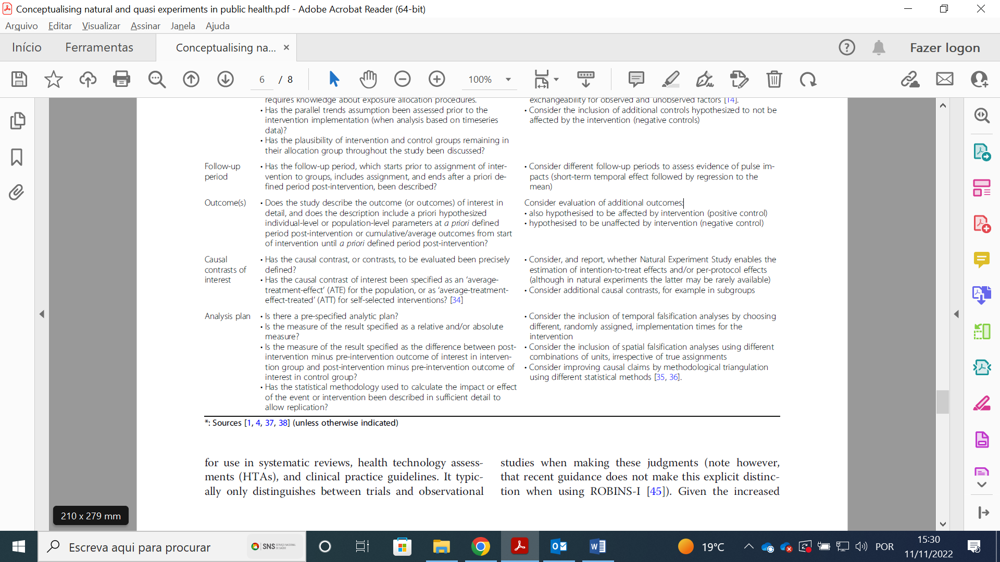 Conceptualising natural and quasi experiments in public health.pdf - Adobe Acrobat Reader (64-bit)
Arquivo Editar Visualizar Assinar Janela Ajuda
Início Ferramentas Conceptualising na... × Fazer logon
6 / 8 100%
requires knowledge about exposure allocation procedures.
• Has the parallel trends assumption been assessed prior to the
intervention implementation (when analysis based on timeseries
data)?
• Has the plausibility of intervention and control groups remaining in
their allocation group throughout the study been discussed?
exchangeability for observed and unobserved factors [14].
• Consider the inclusion of additional controls hypothesized to not be
affected by the intervention (negative controls)
Follow-up
period
• Has the follow-up period, which starts prior to assignment of inter-
vention to groups, includes assignment, and ends after a priori de-
fined period post-intervention, been described?
• Consider different follow-up periods to assess evidence of pulse im-
pacts (short-term temporal effect followed by regression to the
mean)
Outcome(s)
• Does the study describe the outcome (or outcomes) of interest in
detail, and does the description include a priori hypothesized
individual-level or population-level parameters at a priori defined
period post-intervention or cumulative/average outcomes from start
of intervention until a priori defined period post-intervention?
Consider evaluation of additional outcomes:
• also hypothesised to be affected by intervention (positive control)
• hypothesised to be unaffected by intervention (negative control)
Causal
contrasts of
interest
• Has the causal contrast, or contrasts, to be evaluated been precisely
defined?
• Has the causal contrast of interest been specified as an ‘average-
treatment-effect’ (ATE) for the population, or as ‘average-treatment-
effect-treated’ (ATT) for self-selected interventions? [34]
• Consider, and report, whether Natural Experiment Study enables the
estimation of intention-to-treat effects and/or per-protocol effects
(although in natural experiments the latter may be rarely available)
• Consider additional causal contrasts, for example in subgroups
Analysis plan
• Is there a pre-specified analytic plan?
• Is the measure of the result specified as a relative and/or absolute
measure?
• Is the measure of the result specified as the difference between post-
intervention minus pre-intervention outcome of interest in interven-
tion group and post-intervention minus pre-intervention outcome of
interest in control group?
• Has the statistical methodology used to calculate the impact or effect
of the event or intervention been described in sufficient detail to
allow replication?
• Consider the inclusion of temporal falsification analyses by choosing
different, randomly assigned, implementation times for the
intervention
• Consider the inclusion of spatial falsification analyses using different
combinations of units, irrespective of true assignments
• Consider improving causal claims by methodological triangulation
using different statistical methods [35, 36].
*: Sources [1, 4, 37, 38] (unless otherwise indicated)
for use in systematic reviews, health technology assess-
ments (HTAs), and clinical practice guidelines. It typic-
ally only distinguishes between trials and observational
studies when making these judgments (note however,
that recent guidance does not make this explicit distinc-
tion when using ROBINS-I [45]). Given the increased
210 x 279 mm
Escreva aqui para procurar
SNS
19°C
POR
15:30
11/11/2022